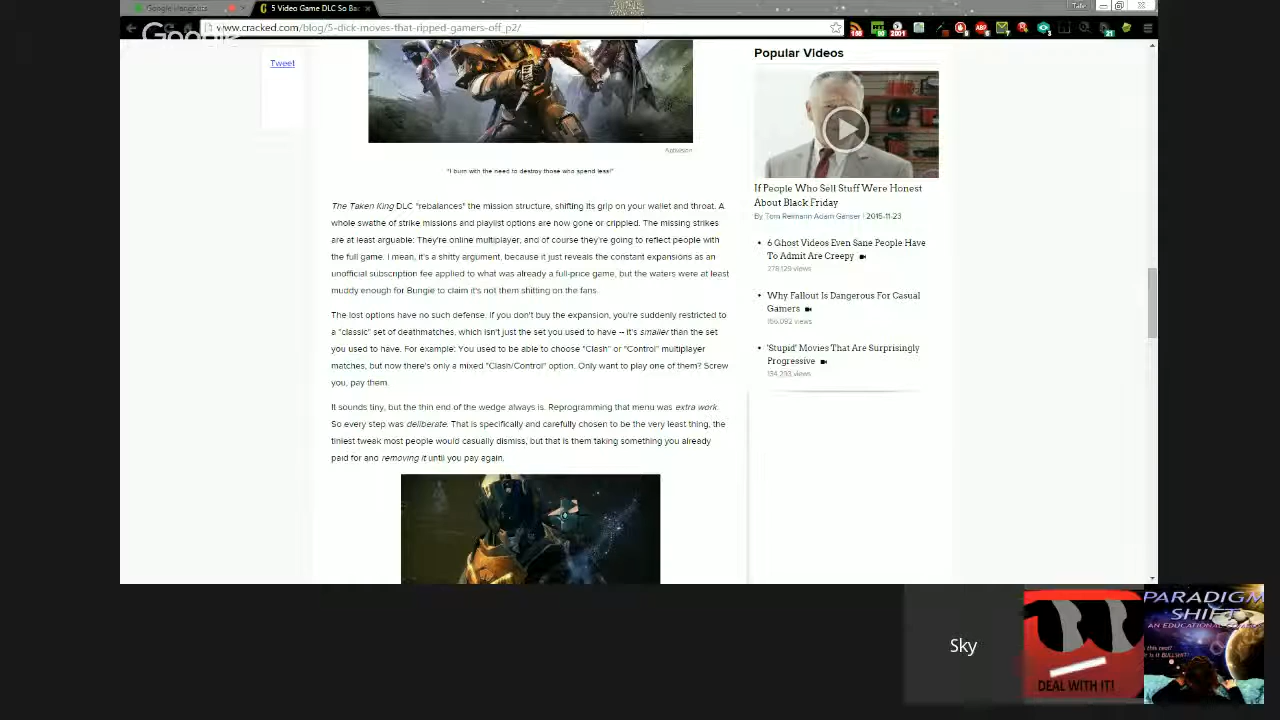 Google Hangouts
5 Video Game DLC So Bad
www.cracked.com/blog/5-dick-moves-that-ripped-gamers-off_p2/
Google
Tweet
Activision
"I burn with the need to destroy those who spend less!"
The Taken King DLC "rebalances" the mission structure, shifting its grip on your wallet and throat. A
whole swathe of strike missions and playlist options are now gone or crippled. The missing strikes
are at least arguable: They're online multiplayer, and of course they're going to reflect people with
the full game. I mean, it's a shitty argument, because it just reveals the constant expansions as an
unofficial subscription fee applied to what was already a full-price game, but the waters were at least
muddy enough for Bungie to claim it's not them shitting on the fans.
The lost options have no such defense. If you don't buy the expansion, you're suddenly restricted to
a "classic" set of deathmatches, which isn't just the set you used to have -- it's smaller than the set
you used to have. For example: You used to be able to choose "Clash" or "Control" multiplayer
matches, but now there's only a mixed "Clash/Control" option. Only want to play one of them? Screw
you, pay them.
It sounds tiny, but the thin end of the wedge always is. Reprogramming that menu was extra work.
So every step was deliberate. That is specifically and carefully chosen to be the very least thing, the
tiniest tweak most people would casually dismiss, but that is them taking something you already
paid for and removing it until you pay again.
Popular Videos
If People Who Sell Stuff Were Honest
About Black Friday
By Tom Reimann Adam Ganser | 2015-11-23
• 6 Ghost Videos Even Sane People Have
To Admit Are Creepy
278,129 views
• Why Fallout Is Dangerous For Casual
Gamers
166,092 views
• 'Stupid' Movies That Are Surprisingly
Progressive
134,293 views
Sky
DEAL WITH IT!
PARADIGM
SHIFT
AN EDUCATIONAL
is it BULLSHIT!